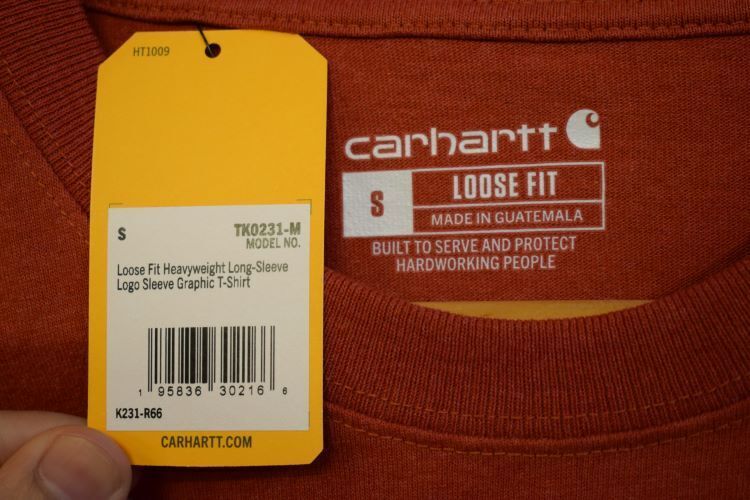 HT1009
S
TK0231-M
MODEL NO.
Loose Fit Heavyweight Long-Sleeve
Logo Sleeve Graphic T-Shirt
1 95836 30216 6
K231-R66
CARHARTT.COM
carhartt
S
LOOSE FIT
MADE IN GUATEMALA
BUILT TO SERVE AND PROTECT
HARDWORKING PEOPLE